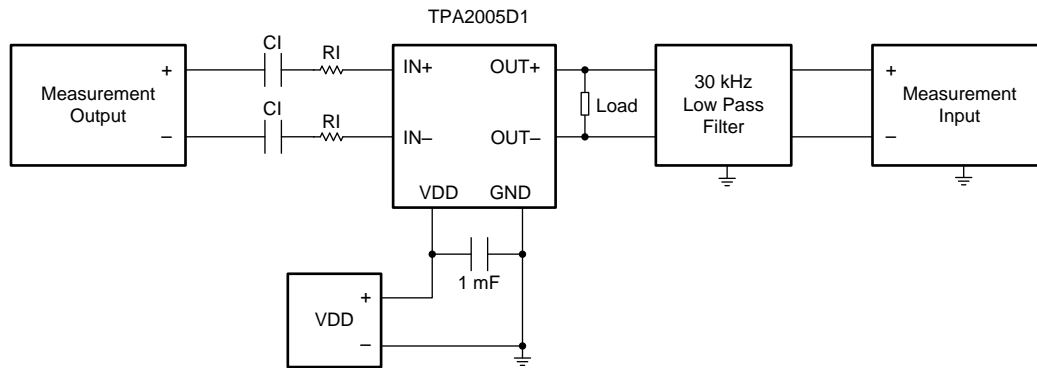 TPA2005D1
Measurement
Output
+
–
CI
RI
CI
RI
IN+
IN–
OUT+
OUT–
VDD
GND
Load
30 kHz
Low Pass
Filter
+
–
Measurement
Input
1 mF
VDD
+
–